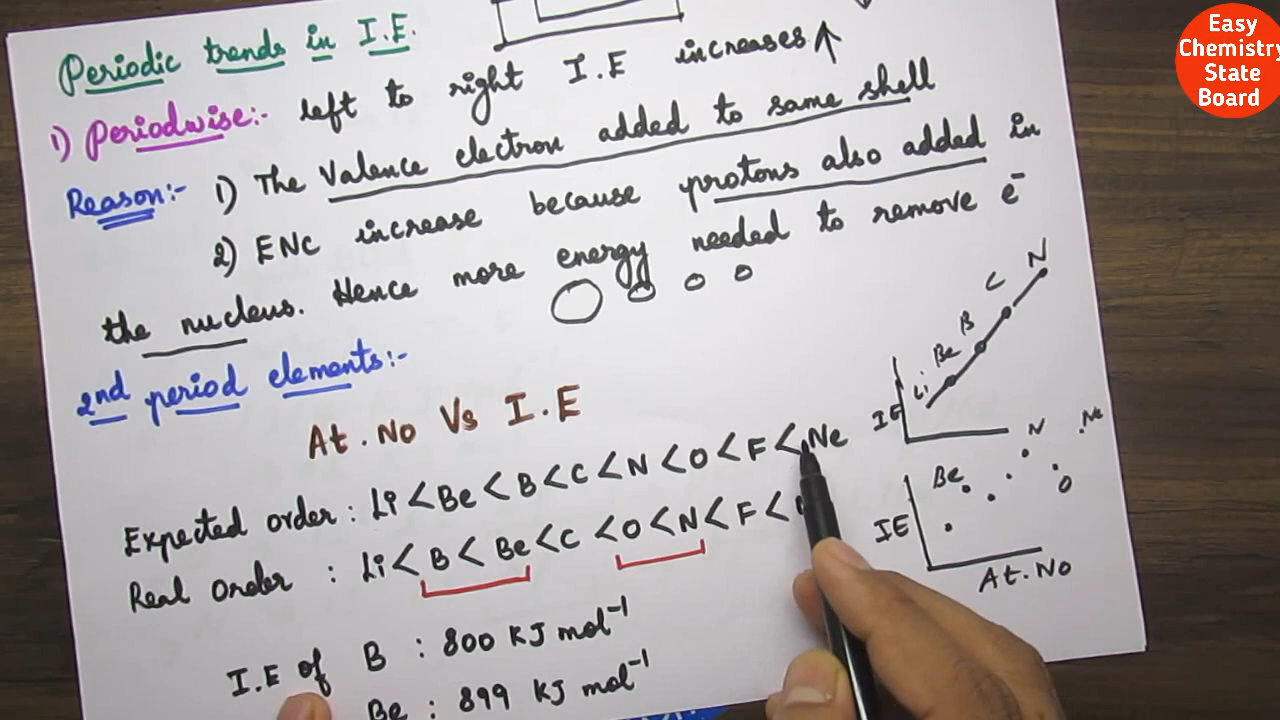 Easy
Chemistry
State
Board
Periodic trends in I.E.
1) Periodwise:- left to right I.E increases↑
Reason:- 1) The Valence electron added to same shell
2) ENC increase because protons also added in
the nucleus. Hence more energy needed to remove e⁻
2nd period elements:-
At. No Vs I.E
Expected order : Li < Be < B < C < N < O < F < Ne
Real Order : Li < B < Be < C < O < N < F <
I.E of B : 800 KJ mol⁻¹
Be : 899 KJ mol⁻¹
IE
Li
Be
B
C
N
IE
Be
N
O
Ne
At. No